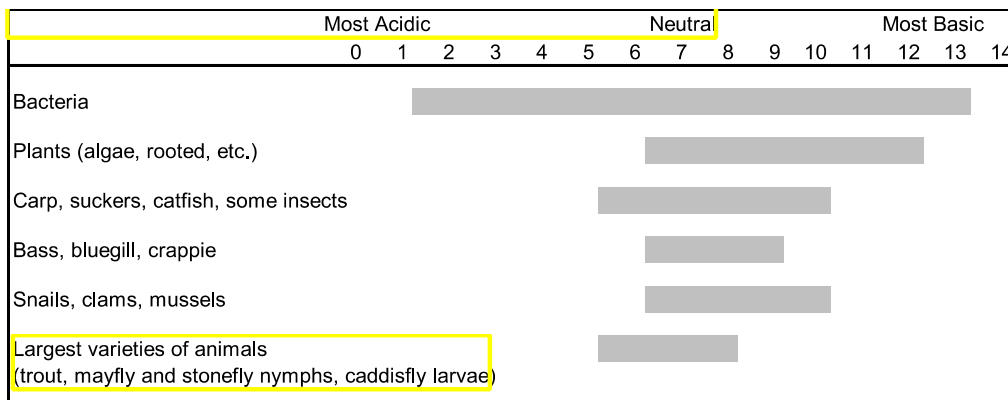 Most Acidic Neutral Most Basic
0 1 2 3 4 5 6 7 8 9 10 11 12 13 14
Bacteria
Plants (algae, rooted, etc.)
Carp, suckers, catfish, some insects
Bass, bluegill, crappie
Snails, clams, mussels
Largest varieties of animals
(trout, mayfly and stonefly nymphs, caddisfly larvae)